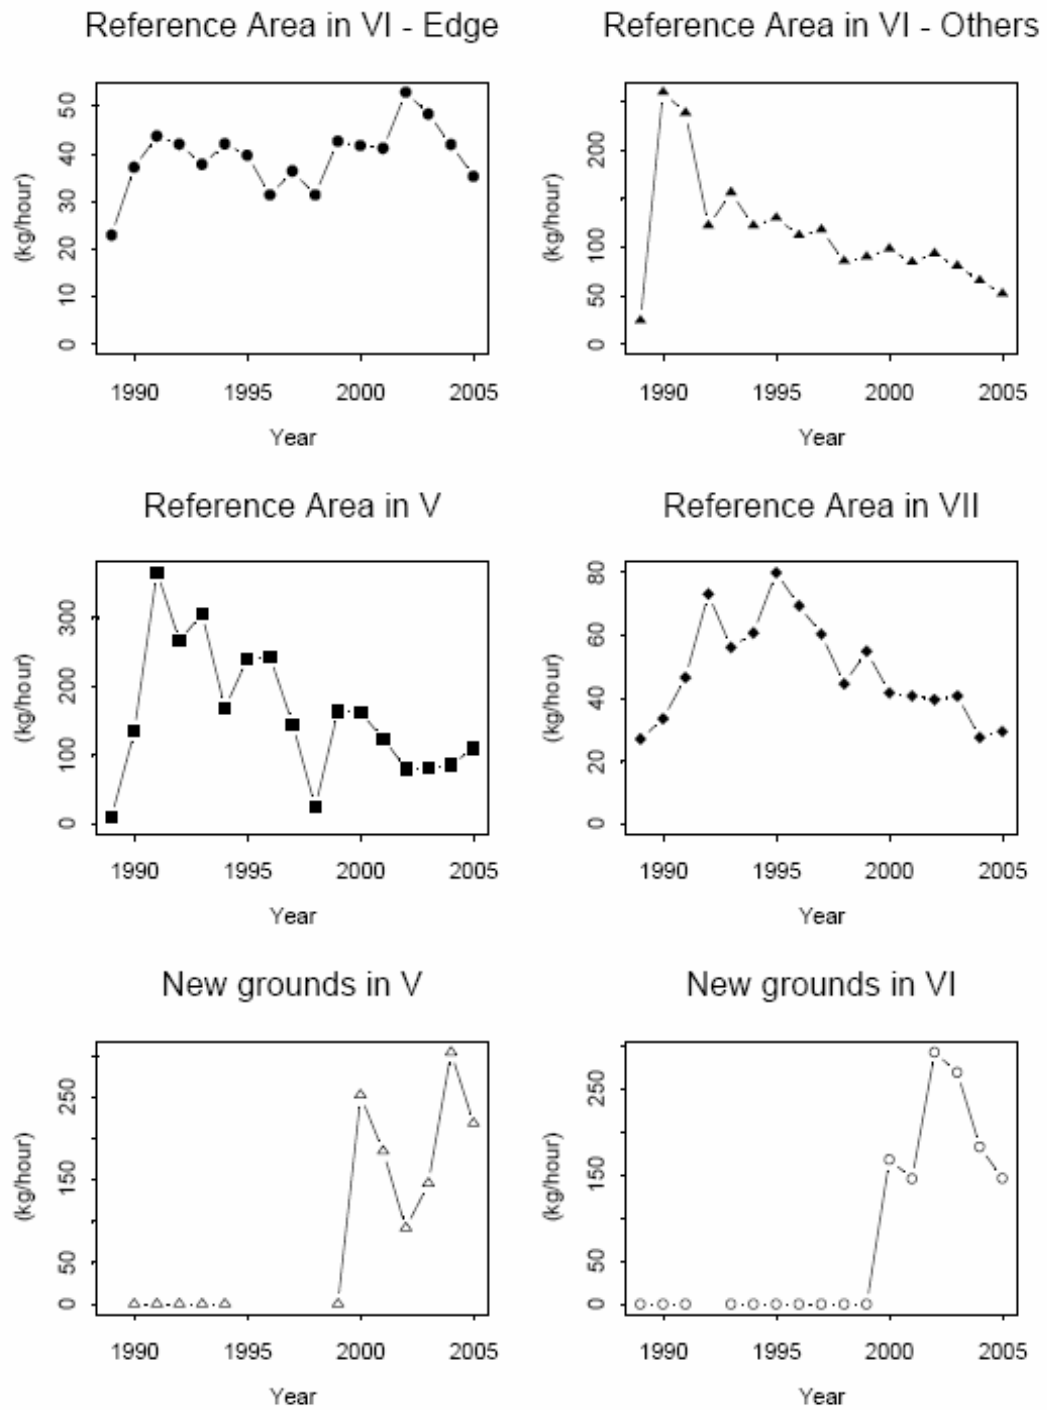 Reference Area in VI - Edge
50
40
30
20
10
0
(kg/hour)
1990 1995 2000 2005
Year
Reference Area in VI - Others
200
100
50
0
(kg/hour)
1990 1995 2000 2005
Year
Reference Area in V
300
200
100
0
(kg/hour)
1990 1995 2000 2005
Year
Reference Area in VII
80
60
40
20
0
(kg/hour)
1990 1995 2000 2005
Year
New grounds in V
250
150
50
0
(kg/hour)
1990 1995 2000 2005
Year
New grounds in VI
250
150
50
0
(kg/hour)
1990 1995 2000 2005
Year